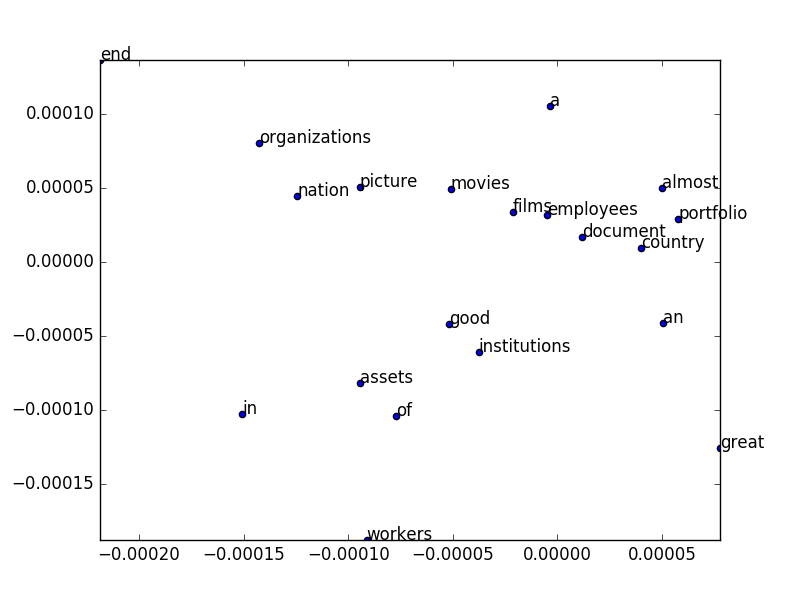 end
0.00010
a
organizations
0.00005
nation
picture
movies
almost
films
employees
portfolio
document
country
0.00000
−0.00005
good
an
institutions
assets
−0.00010
in
of
great
−0.00015
workers
−0.00020 −0.00015 −0.00010 −0.00005 0.00000 0.00005